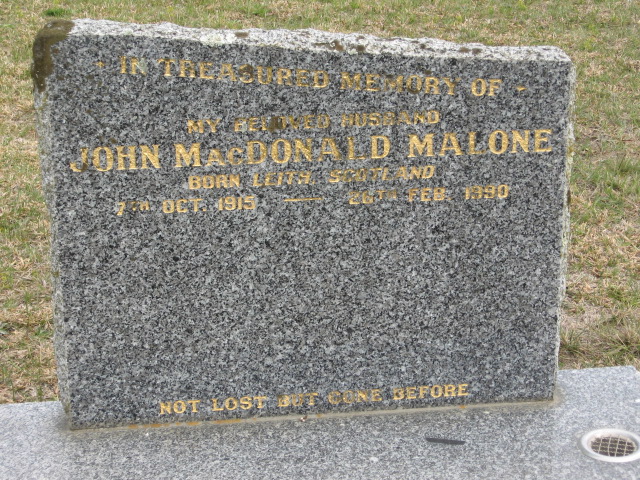 - IN TREASURED MEMORY OF -
MY BELOVED HUSBAND
JOHN MACDONALD MALONE
BORN LEITH, SCOTLAND
7TH OCT. 1919 — 26TH FEB. 1990
NOT LOST BUT GONE BEFORE